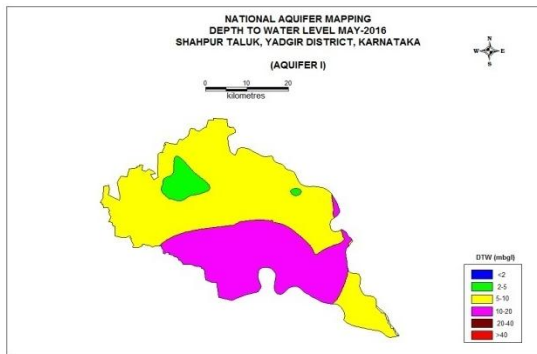 NATIONAL AQUIFER MAPPING
DEPTH TO WATER LEVEL MAY-2016
SHAHPUR TALUK, YADGIR DISTRICT, KARNATAKA
(AQUIFER I)
N
W E
S
0 10 20
kilometres
DTW (mbgl)
<2
2-5
5-10
10-20
20-40
>40